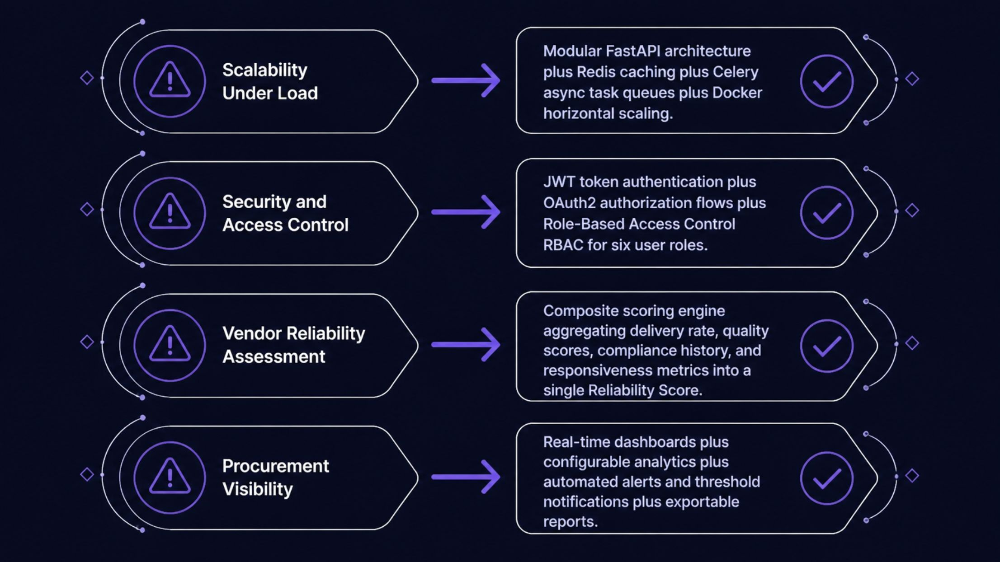 Scalability
Under Load
Modular FastAPI architecture
plus Redis caching plus Celery
async task queues plus Docker
horizontal scaling.
Security and
Access Control
JWT token authentication plus
OAuth2 authorization flows plus
Role-Based Access Control
RBAC for six user roles.
Vendor Reliability
Assessment
Composite scoring engine
aggregating delivery rate, quality
scores, compliance history, and
responsiveness metrics into a
single Reliability Score.
Procurement
Visibility
Real-time dashboards plus
configurable analytics plus
automated alerts and threshold
notifications plus exportable
reports.